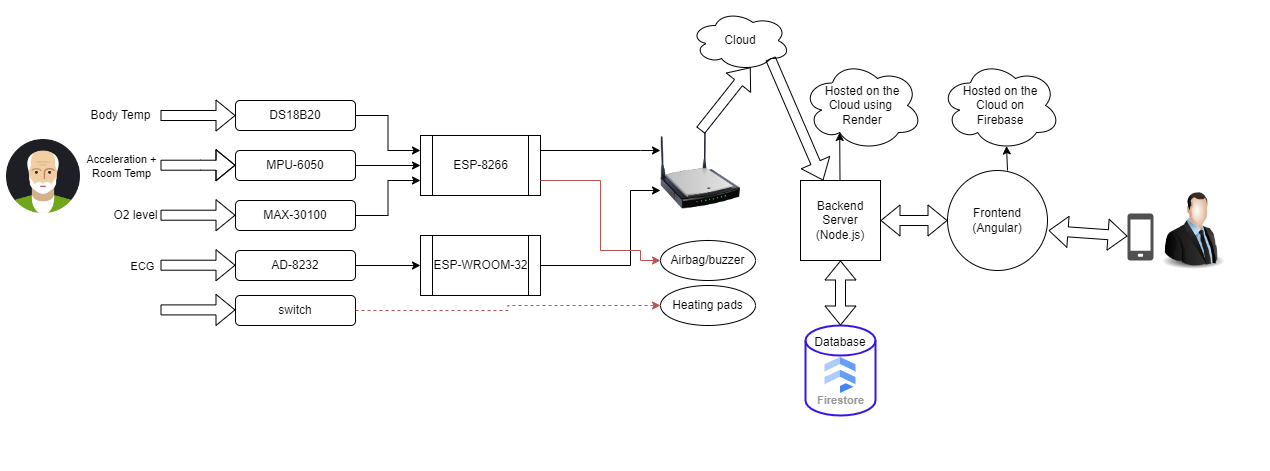 Cloud
Hosted on the
Cloud using
Render
Hosted on the
Cloud on
Firebase
Body Temp
DS18B20
Acceleration +
Room Temp
MPU-6050
ESP-8266
O2 level
MAX-30100
Backend
Server
(Node.js)
Frontend
(Angular)
ECG
AD-8232
ESP-WROOM-32
Airbag/buzzer
switch
Heating pads
Database
Firestore